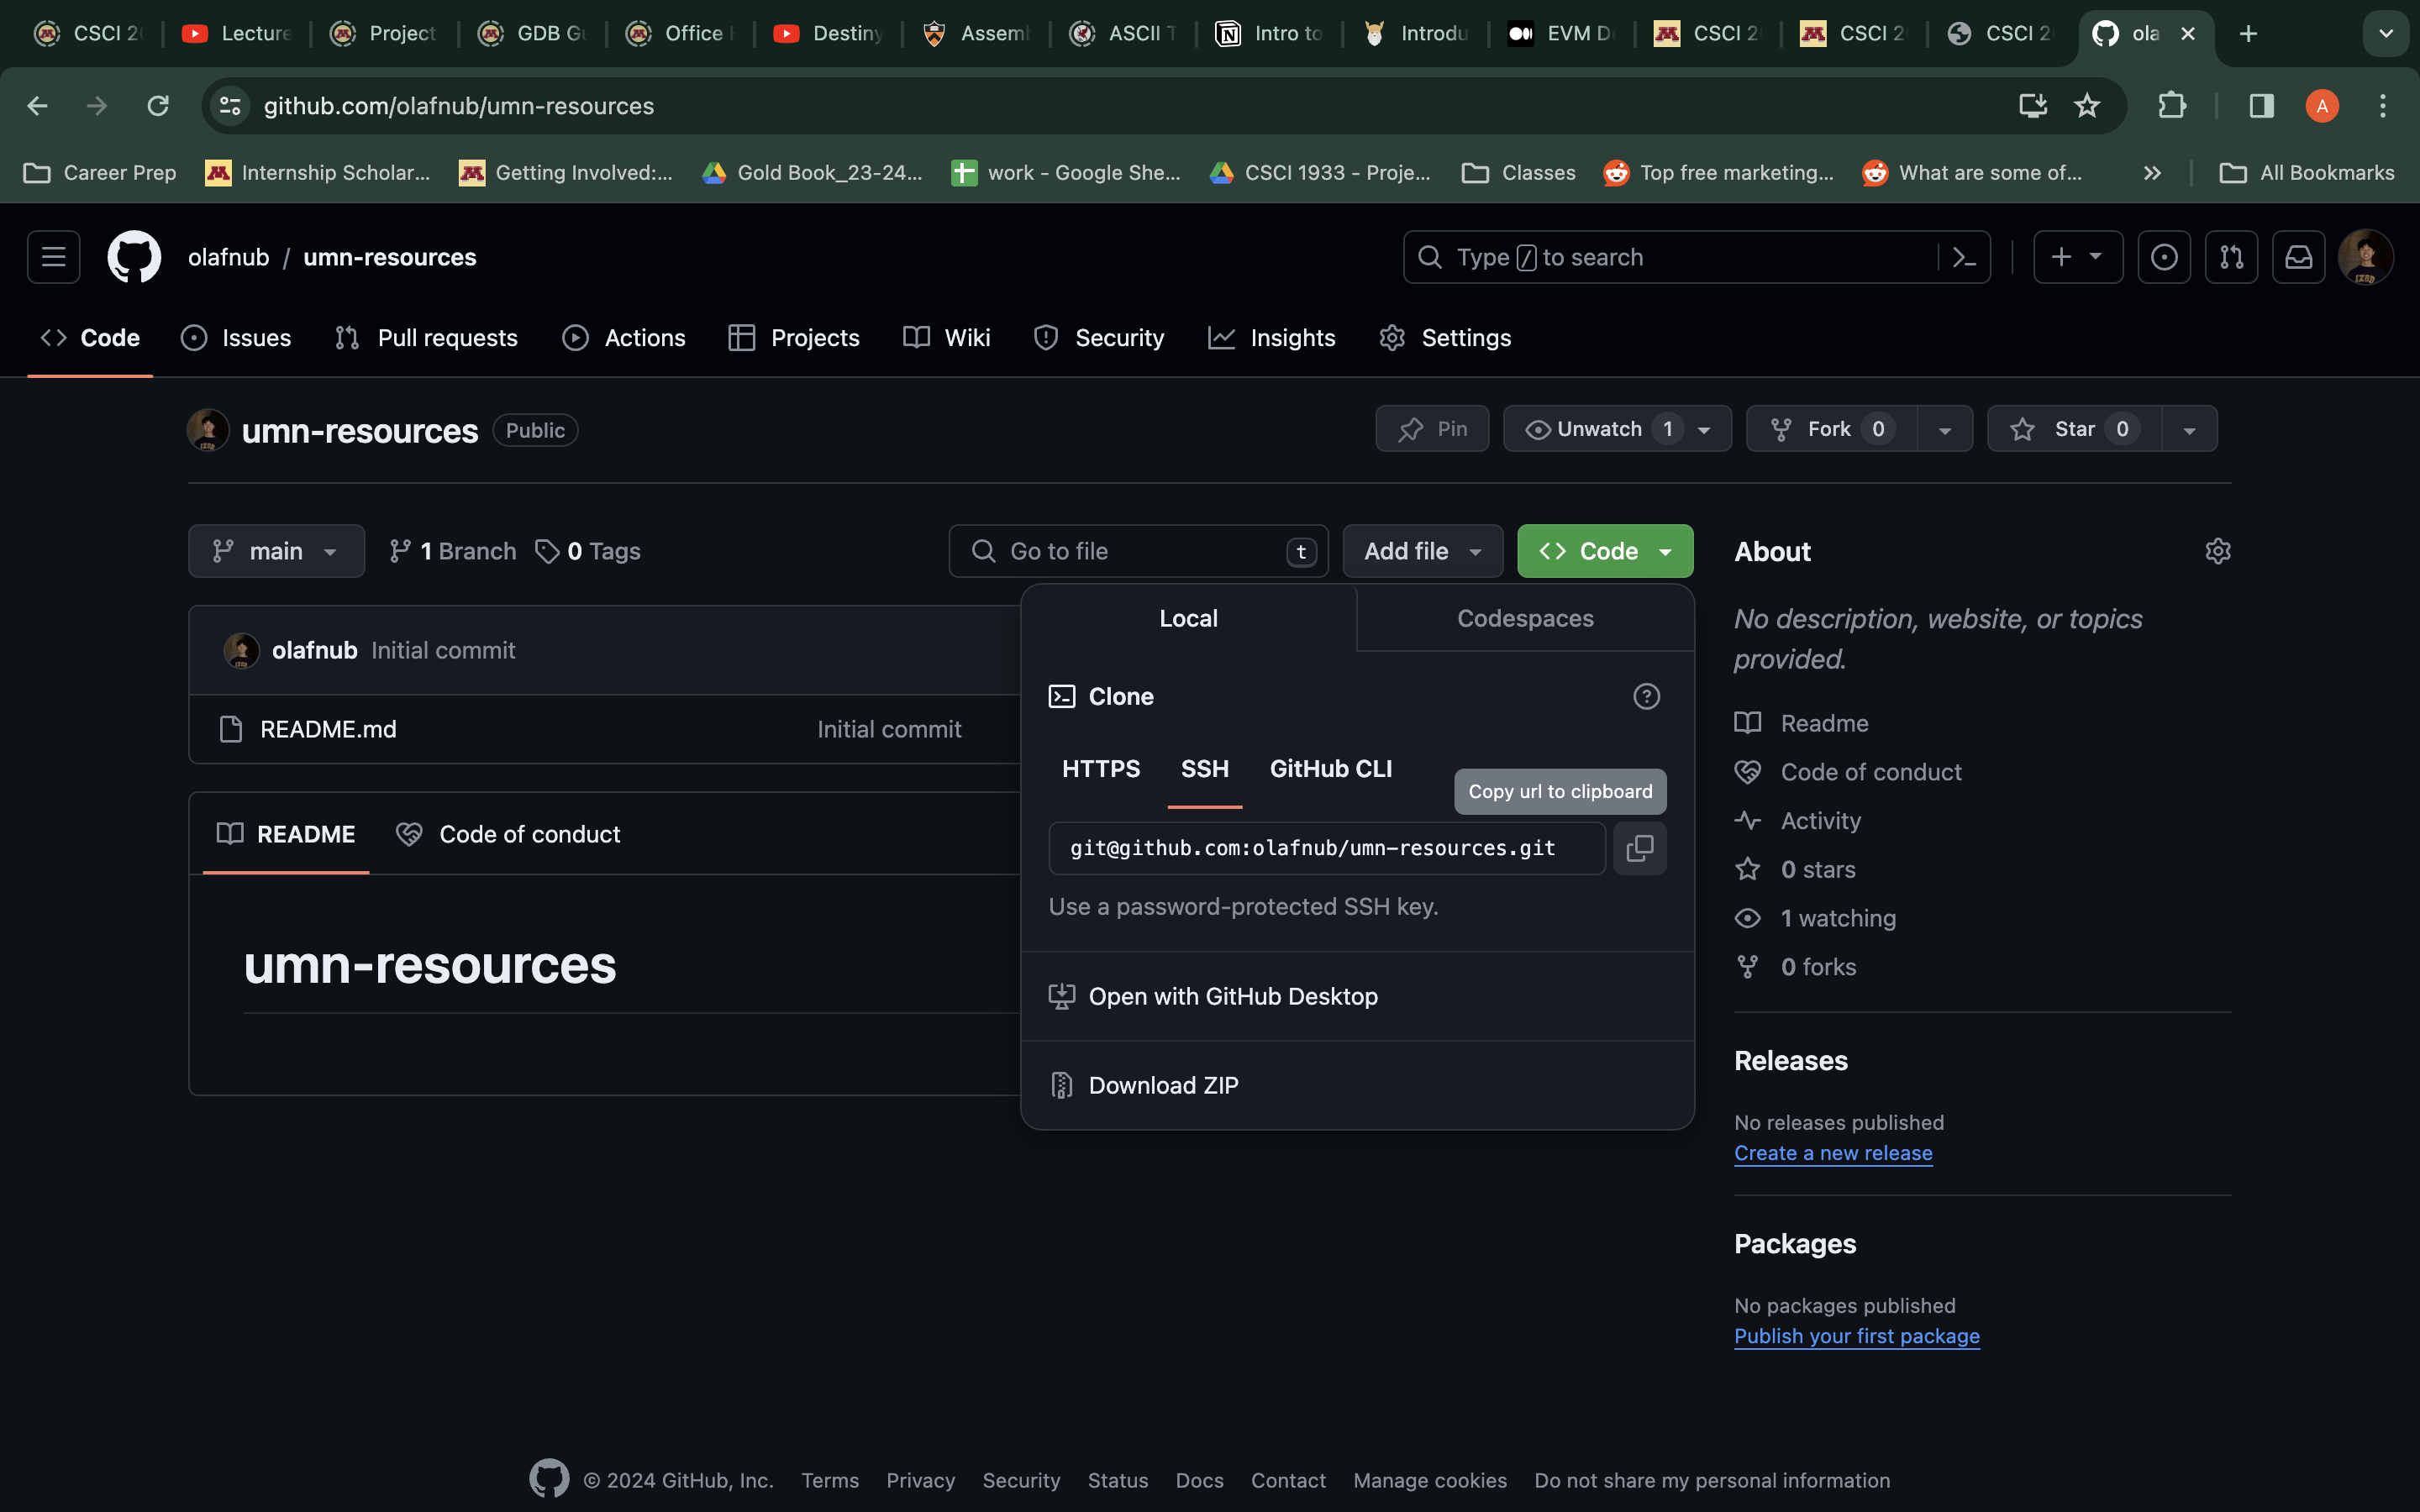 CSCI 2 Lecture Project GDB G Office Destiny Assem ASCII T Intro to Introdu EVM D CSCI 2 CSCI 2 CSCI 2 ola
github.com/olafnub/umn-resources A
Career Prep Internship Scholar... Getting Involved:... Gold Book_23-24... work - Google She... CSCI 1933 - Proje... Classes Top free marketing... What are some of... All Bookmarks
olafnub / umn-resources Type / to search
Code Issues Pull requests Actions Projects Wiki Security Insights Settings
umn-resources Public Pin Unwatch 1 Fork 0 Star 0
main 1 Branch 0 Tags Go to file t Add file Code About
Local Codespaces
No description, website, or topics
provided.
olafnub Initial commit
Clone
README.md Initial commit
Readme
HTTPS SSH GitHub CLI
Code of conduct
Copy url to clipboard
Activity
README Code of conduct
git@github.com:olafnub/umn-resources.git
0 stars
Use a password-protected SSH key.
1 watching
umn-resources
0 forks
Open with GitHub Desktop
Releases
Download ZIP
No releases published
Create a new release
Packages
No packages published
Publish your first package
© 2024 GitHub, Inc. Terms Privacy Security Status Docs Contact Manage cookies Do not share my personal information